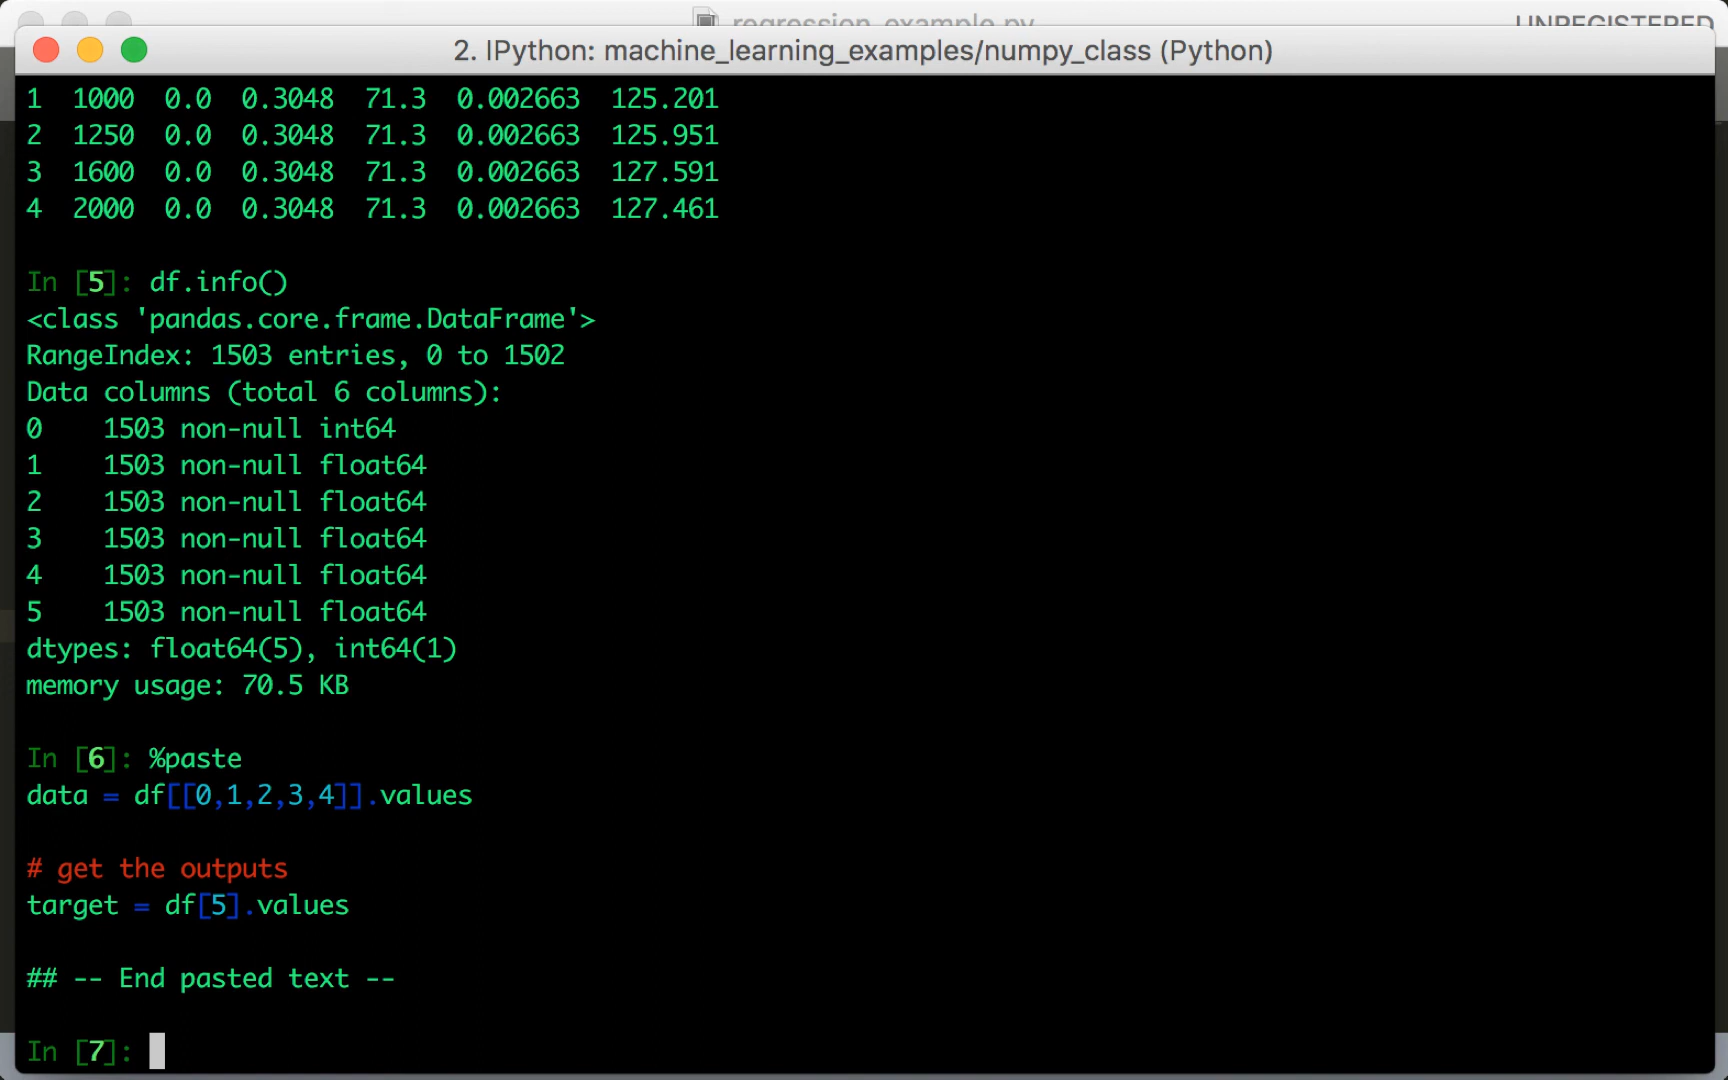 regression_example.py
UNREGISTERED
2. IPython: machine_learning_examples/numpy_class (Python)
1  1000  0.0  0.3048  71.3  0.002663  125.201
2  1250  0.0  0.3048  71.3  0.002663  125.951
3  1600  0.0  0.3048  71.3  0.002663  127.591
4  2000  0.0  0.3048  71.3  0.002663  127.461
In [5]: df.info()
<class 'pandas.core.frame.DataFrame'>
RangeIndex: 1503 entries, 0 to 1502
Data columns (total 6 columns):
0    1503 non-null int64
1    1503 non-null float64
2    1503 non-null float64
3    1503 non-null float64
4    1503 non-null float64
5    1503 non-null float64
dtypes: float64(5), int64(1)
memory usage: 70.5 KB
In [6]: %paste
data = df[[0,1,2,3,4]].values
# get the outputs
target = df[5].values
## -- End pasted text --
In [7]: